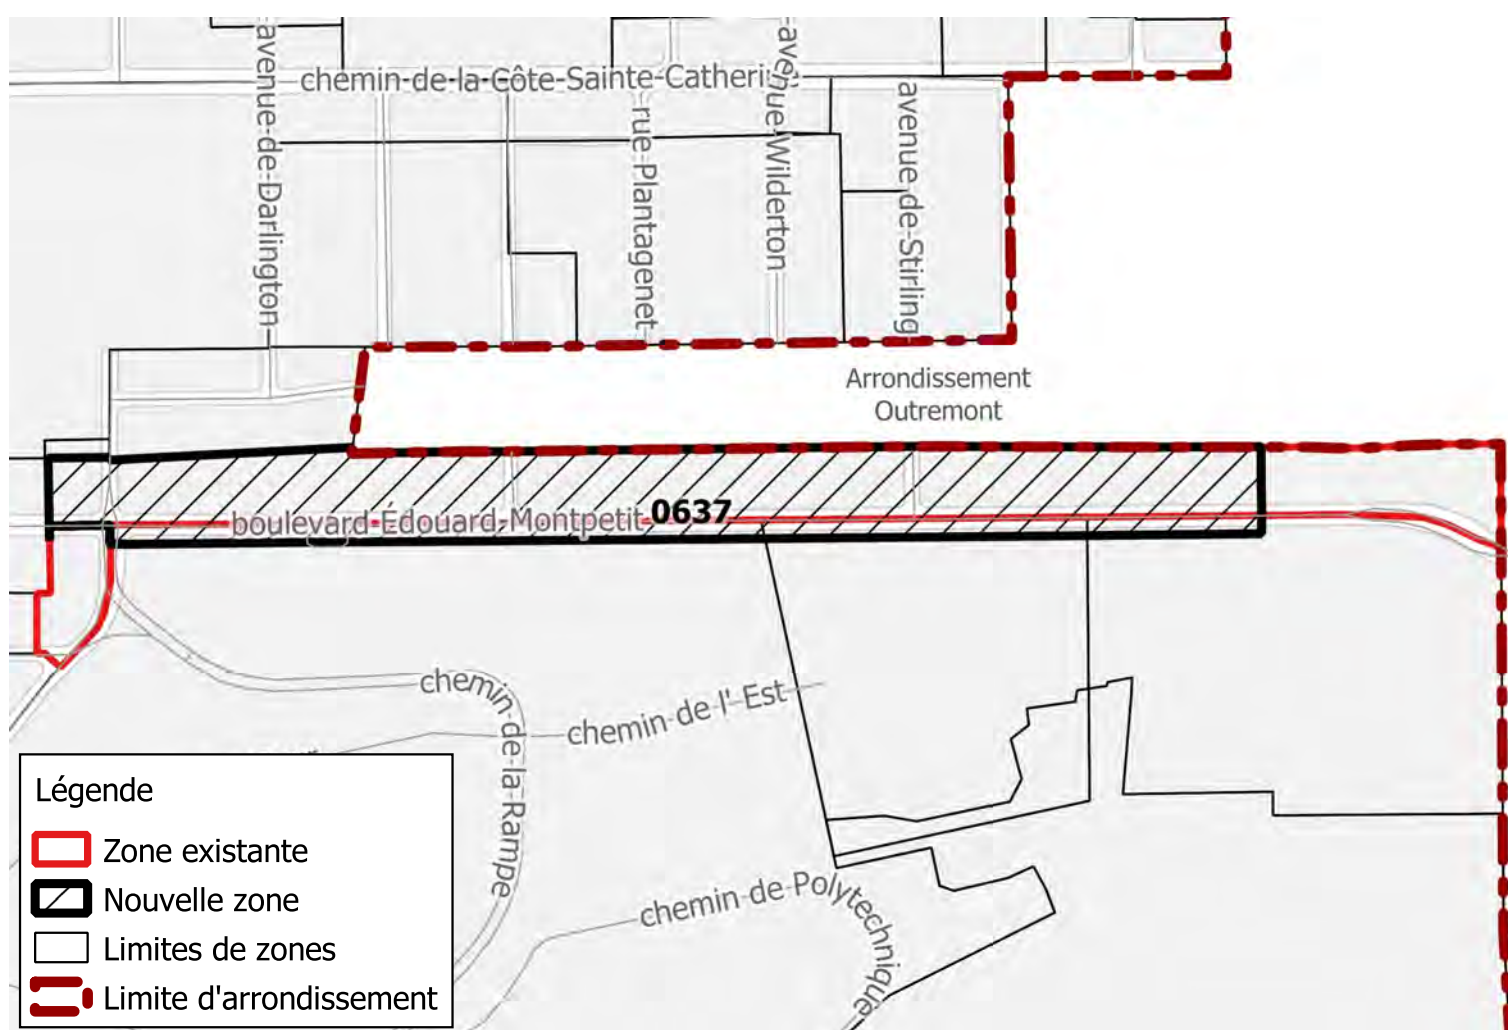 avenue-de-Darlington
chemin-de-la-Côte-Sainte-Catherine
rue-Plantagenet
avenue-Wilderton
avenue-de-Stirling
Arrondissement
Outremont
boulevard-Édouard-Montpetit
0637
chemin-de-la-Rampe
chemin-de-l'-Est
chemin-de-Polytechnique
Légende
Zone existante
Nouvelle zone
Limites de zones
Limite d'arrondissement